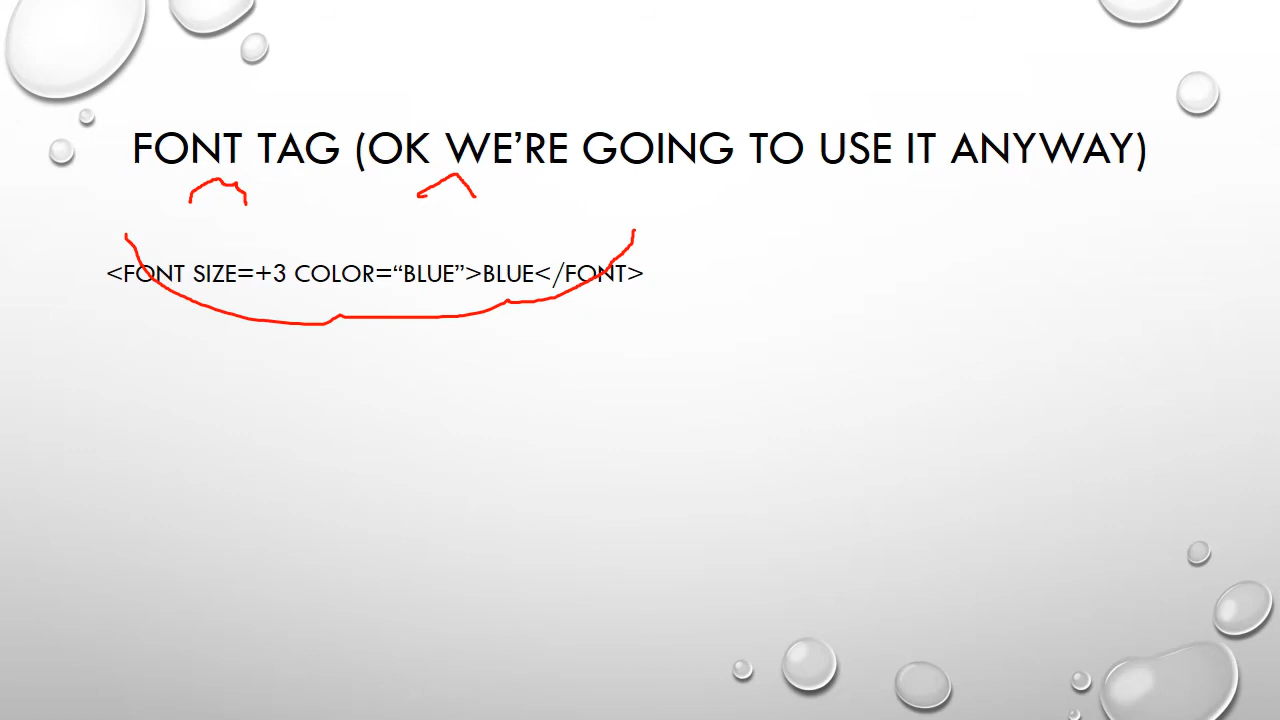 FONT TAG (OK WE’RE GOING TO USE IT ANYWAY)
<FONT SIZE=+3 COLOR=“BLUE”>BLUE</FONT>